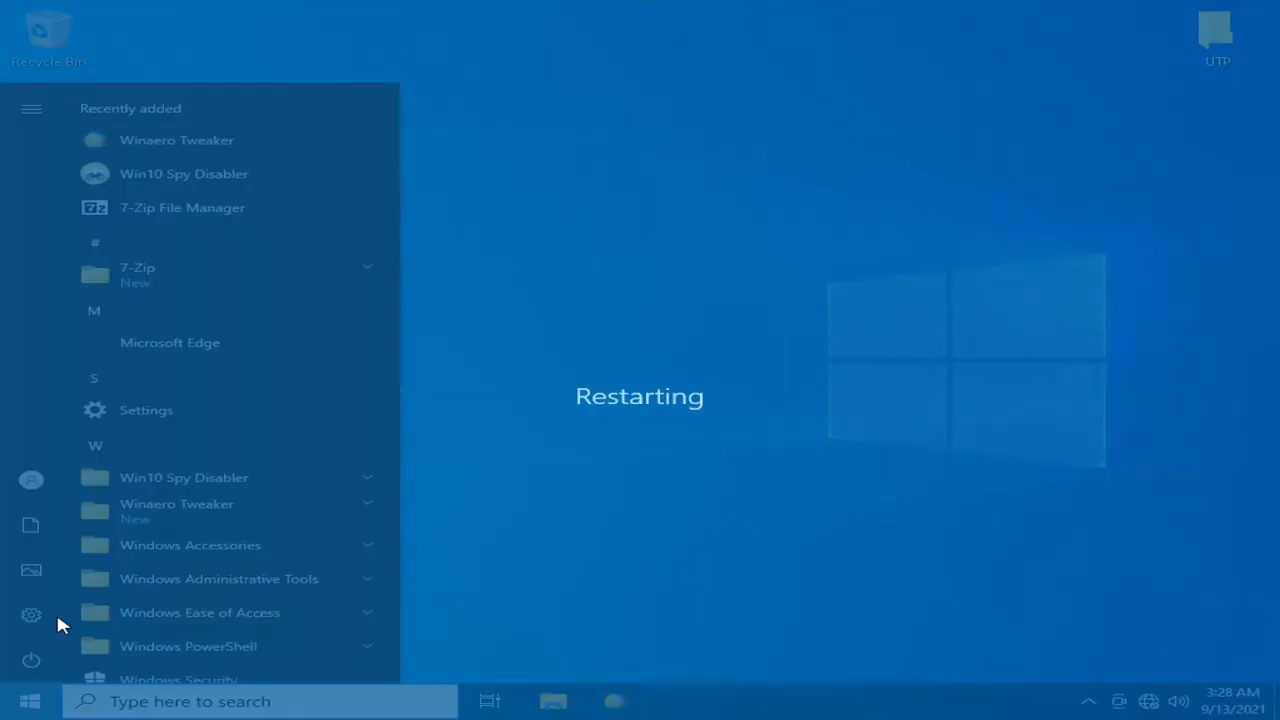 Recycle Bin
UTP
Recently added
Winaero Tweaker
Win10 Spy Disabler
7z
7-Zip File Manager
#
7-Zip
New
M
Microsoft Edge
S
Settings
Restarting
W
Win10 Spy Disabler
Winaero Tweaker
New
Windows Accessories
Windows Administrative Tools
Windows Ease of Access
Windows PowerShell
Windows Security
Type here to search
3:28 AM
9/13/2021